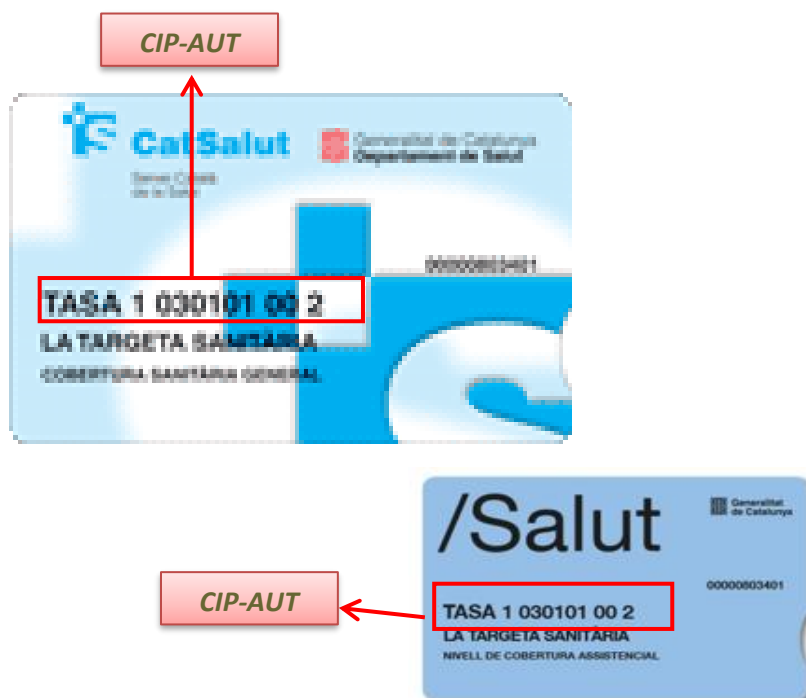 CIP-AUT
CatSalut
Servei Català
de la Salut
Generalitat de Catalunya
Departament de Salut
00000803401
TASA 1 030101 00 2
LA TARGETA SANITÀRIA
COBERTURA SANITÀRIA GENERAL
/Salut
Generalitat
de Catalunya
00000803401
CIP-AUT
TASA 1 030101 00 2
LA TARGETA SANITÀRIA
NIVELL DE COBERTURA ASSISTENCIAL